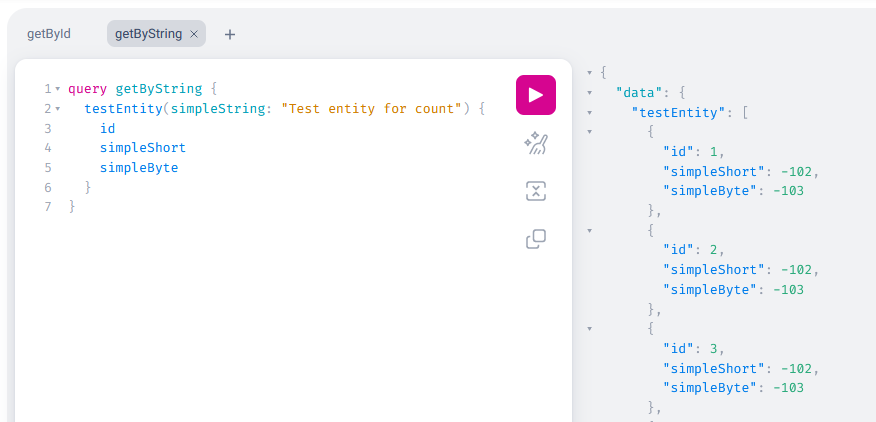 getById
getByString
1 query getByString {
2 testEntity(simpleString: "Test entity for count") {
3 id
4 simpleShort
5 simpleByte
6 }
7 }
{
"data": {
"testEntity": [
{
"id": 1,
"simpleShort": -102,
"simpleByte": -103
},
{
"id": 2,
"simpleShort": -102,
"simpleByte": -103
},
{
"id": 3,
"simpleShort": -102,
"simpleByte": -103
},